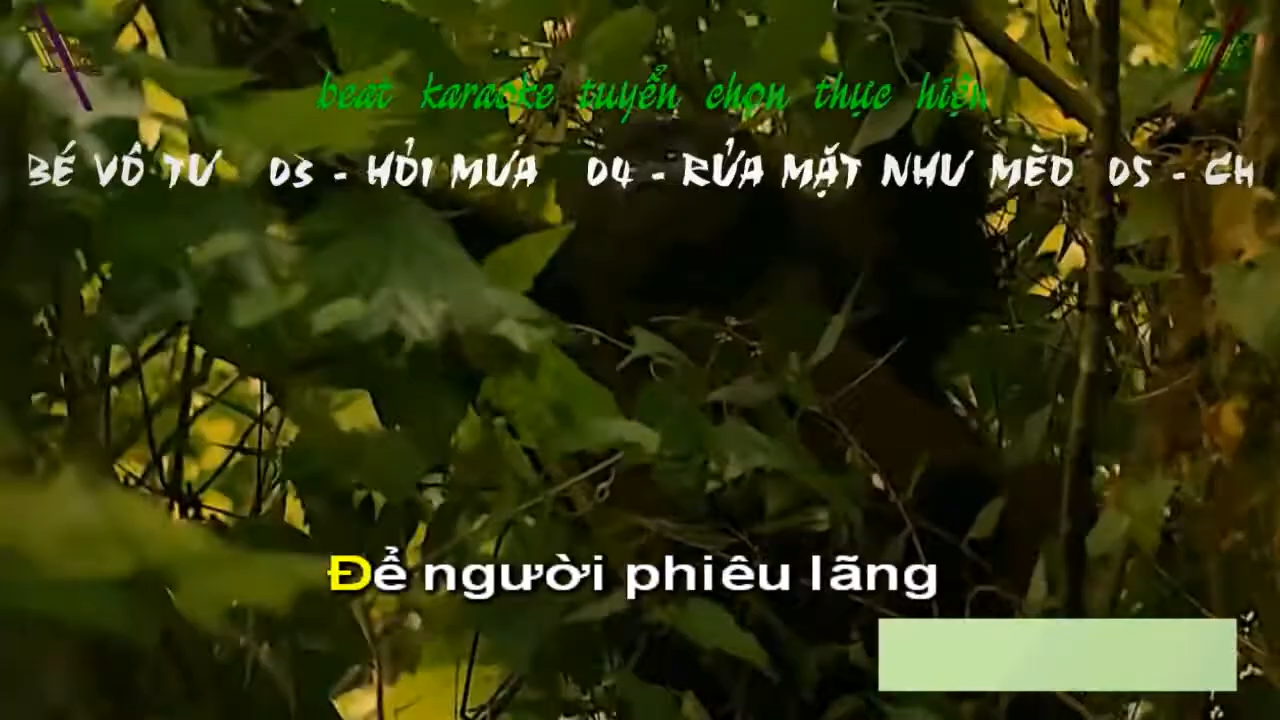 beat karaoke tuyển chọn thực hiện
BÉ VÔ TƯ 03 - HỎI MƯA 04 - RỬA MẶT NHƯ MÈO 05 - CH
Để người phiêu lãng